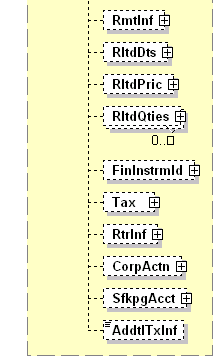 RmtInf
RltdDts
RltdPric
RltdQties
0..□
FinInstrmId
Tax
RtrInf
CorpActn
SfkpgAcct
AddtlTxInf